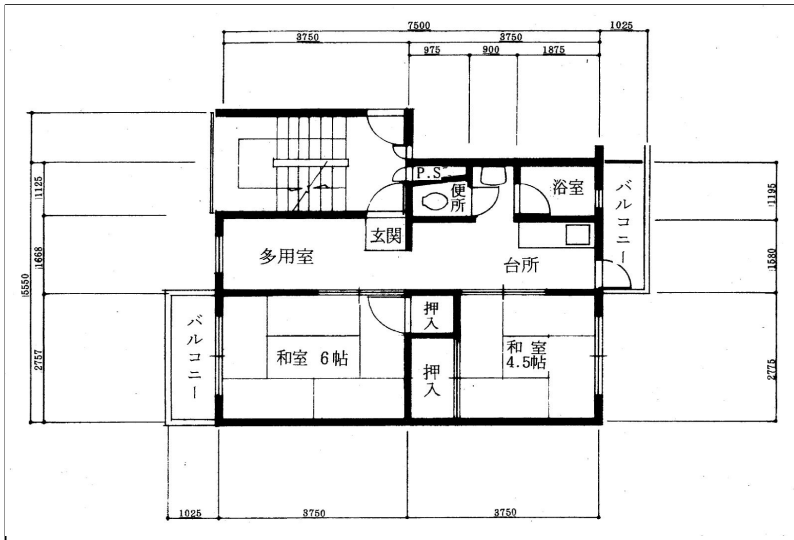 7500
1025
3750
3750
975
900
1875
P.S
便所
浴室
バルコニー
玄関
多用室
台所
1125
1668
5550
2757
1195
1580
2775
バルコニー
和室 6帖
押入
押入
和室
4.5帖
1025
3750
3750